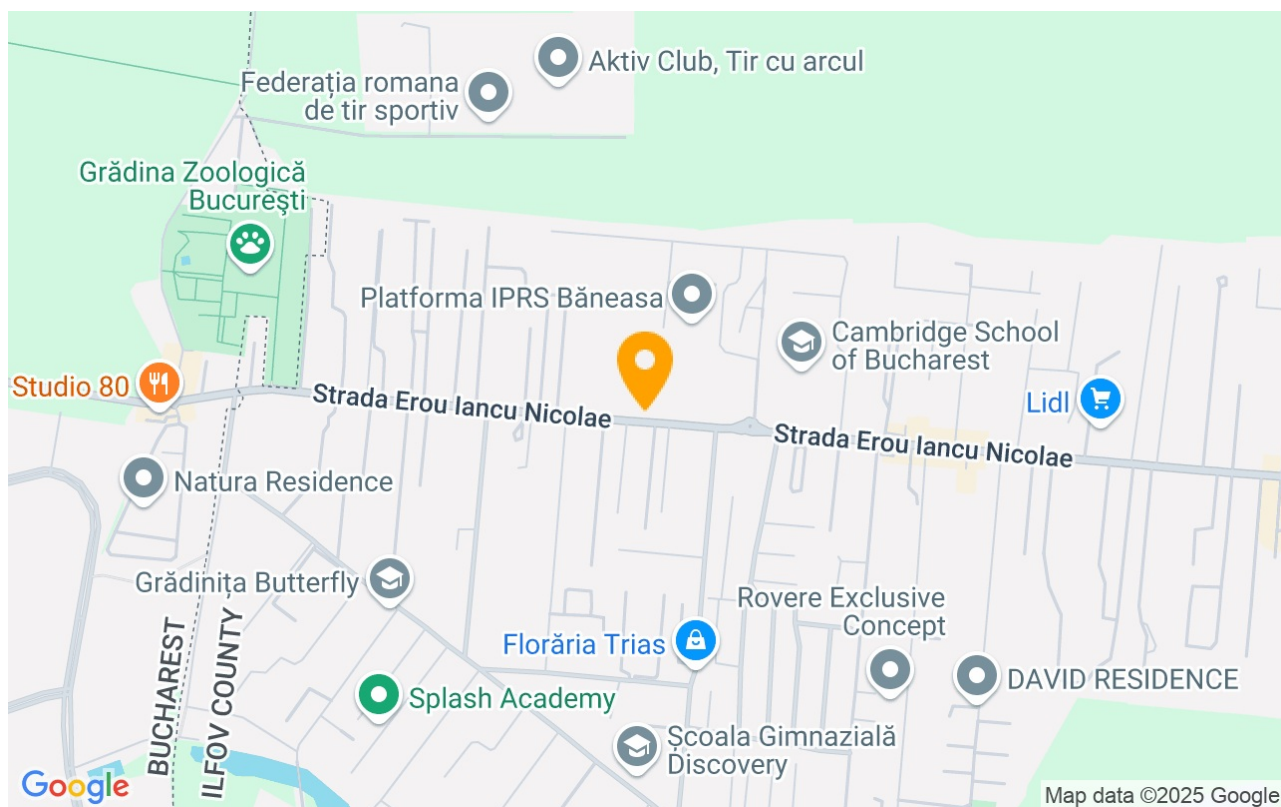 Aktiv Club, Tir cu arcul
Federația romana
de tir sportiv
Grădina Zoologică
București
Platforma IPRS Băneasa
Cambridge School
of Bucharest
Studio 80
Strada Erou Iancu Nicolae
Lidl
Strada Erou Iancu Nicolae
Natura Residence
Grădinița Butterfly
Rovere Exclusive
Concept
BUCHAREST
ILFOV COUNTY
Florăria Trias
DAVID RESIDENCE
Splash Academy
Școala Gimnazială
Discovery
Google
Map data ©2025 Google